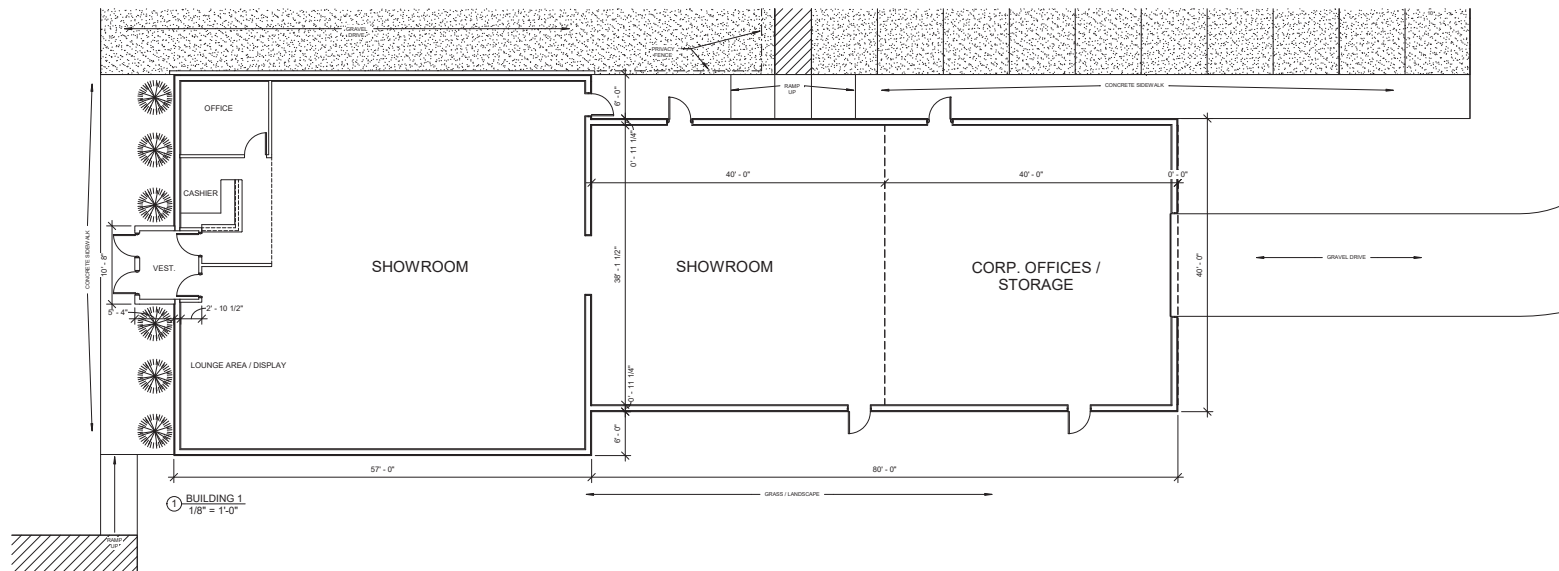 GRAVEL
DRIVE
PRIVACY
FENCE
RAMP
UP
CONCRETE SIDEWALK
OFFICE
6' - 0"
0' - 11 1/4"
40' - 0"
40' - 0"
0' - 0"
CASHIER
CONCRETE SIDEWALK
10' - 8"
VEST.
SHOWROOM
38' - 1 1/2"
SHOWROOM
CORP. OFFICES /
STORAGE
40' - 0"
GRAVEL DRIVE
5' - 4"
2' - 10 1/2"
LOUNGE AREA / DISPLAY
0' - 11 1/4"
6' - 0"
57' - 0"
80' - 0"
1 BUILDING 1
1/8" = 1'-0"
GRASS / LANDSCAPE
RAMP
UP